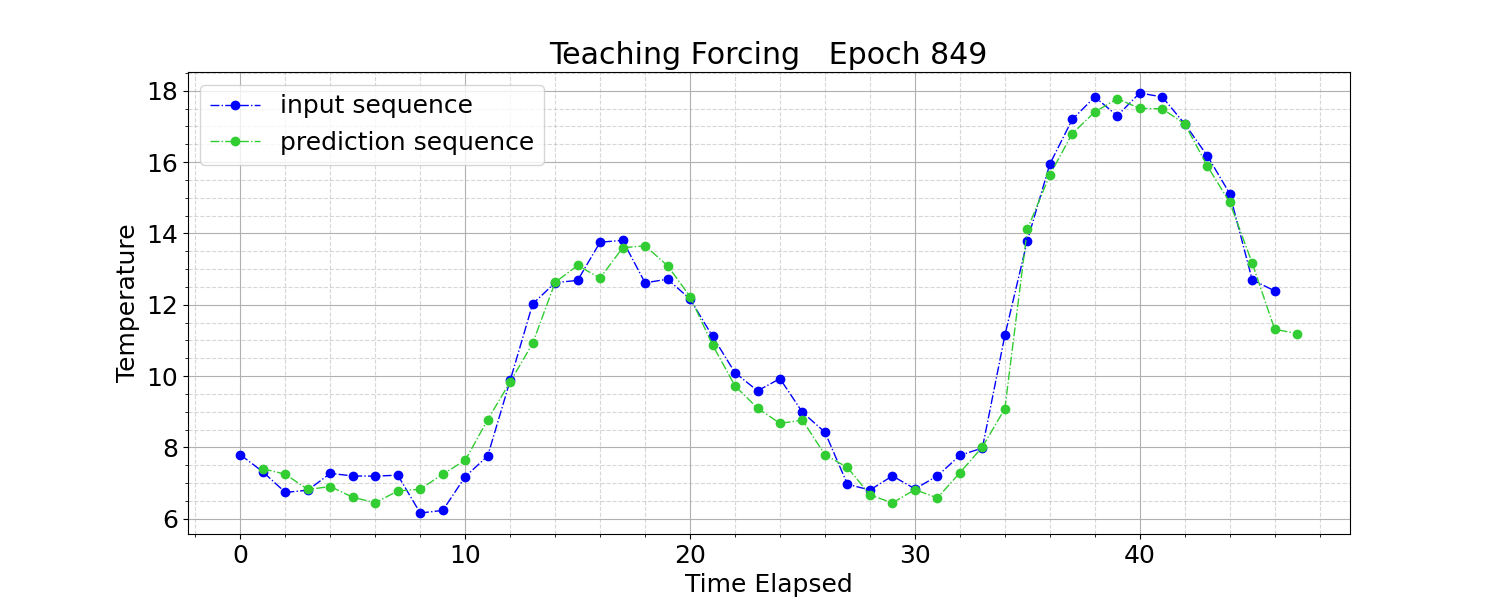 Teaching Forcing   Epoch 849
input sequence
prediction sequence
Temperature
18
16
14
12
10
8
6
0 10 20 30 40
Time Elapsed